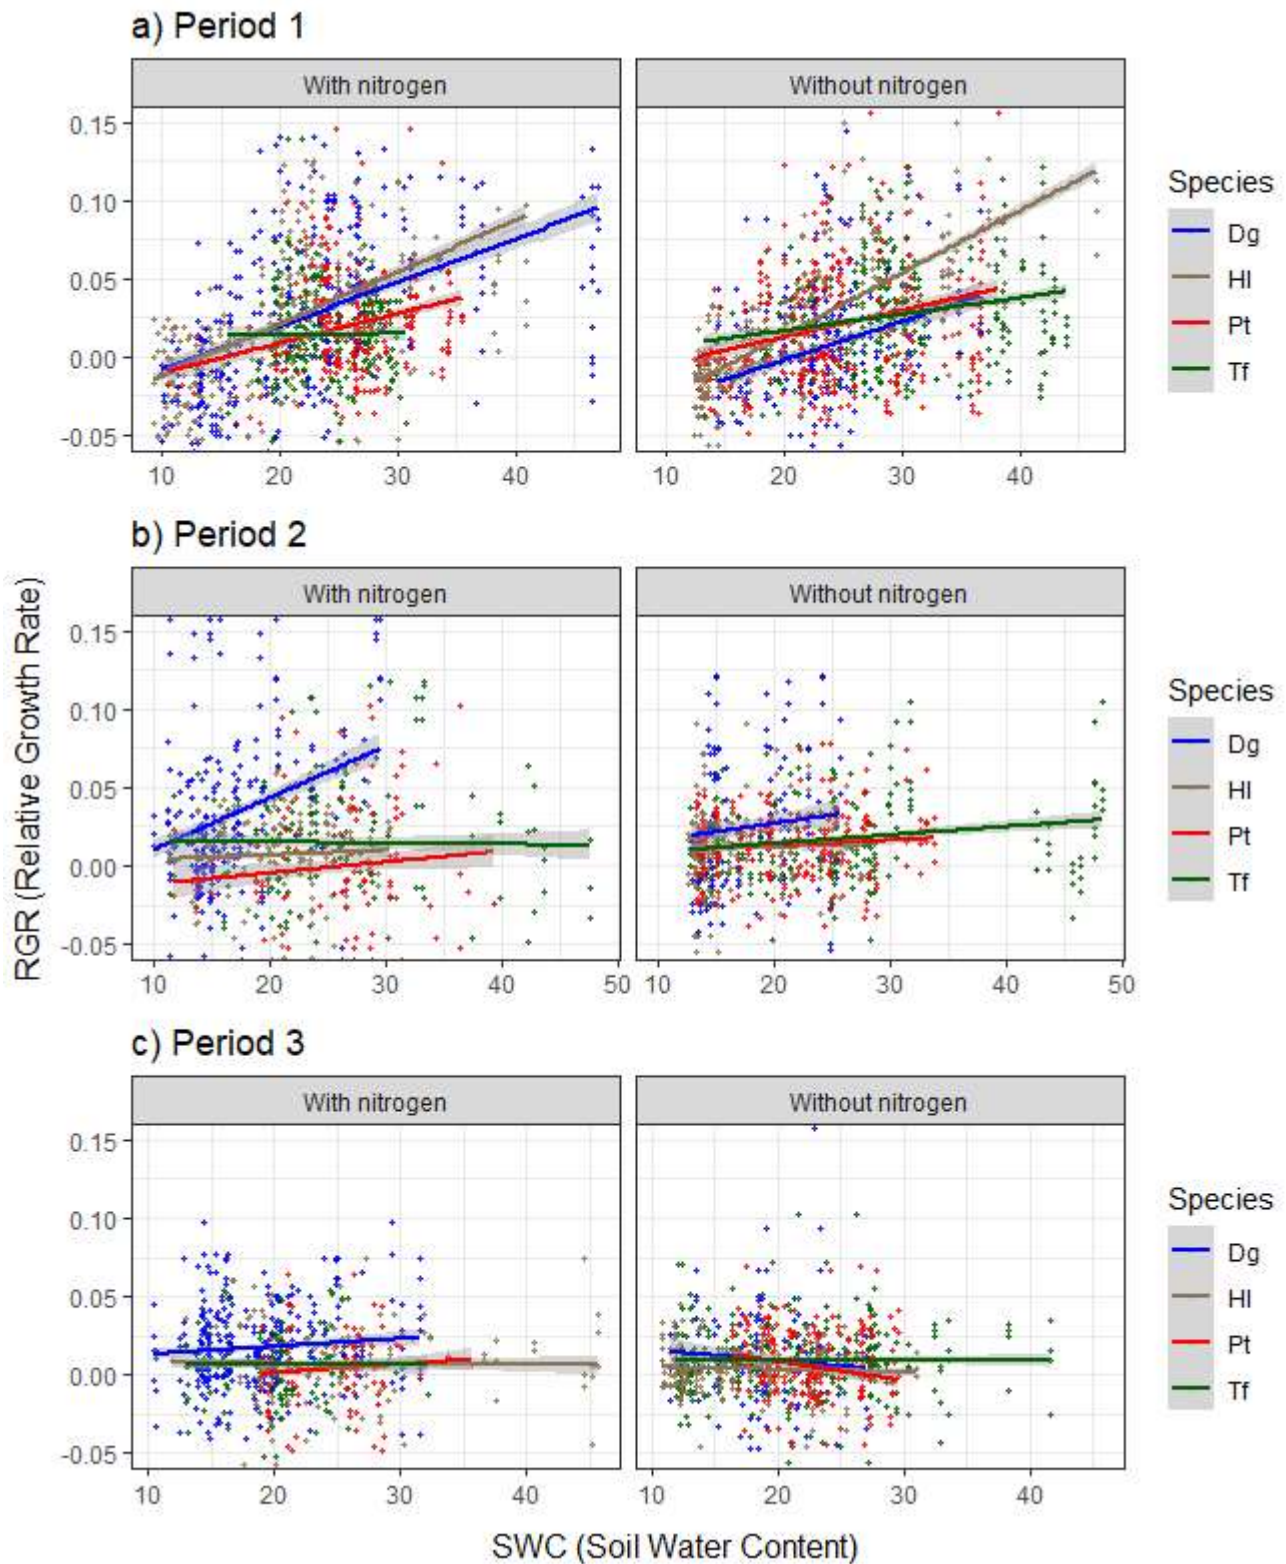 a) Period 1
With nitrogen
Without nitrogen
0.15
0.10
0.05
0.00
-0.05
10 20 30 40
10 20 30 40
Species
Dg
Hl
Pt
Tf
b) Period 2
With nitrogen
Without nitrogen
0.15
0.10
0.05
0.00
-0.05
10 20 30 40 50
10 20 30 40 50
Species
Dg
Hl
Pt
Tf
RGR (Relative Growth Rate)
c) Period 3
With nitrogen
Without nitrogen
0.15
0.10
0.05
0.00
-0.05
10 20 30 40
10 20 30 40
Species
Dg
Hl
Pt
Tf
SWC (Soil Water Content)